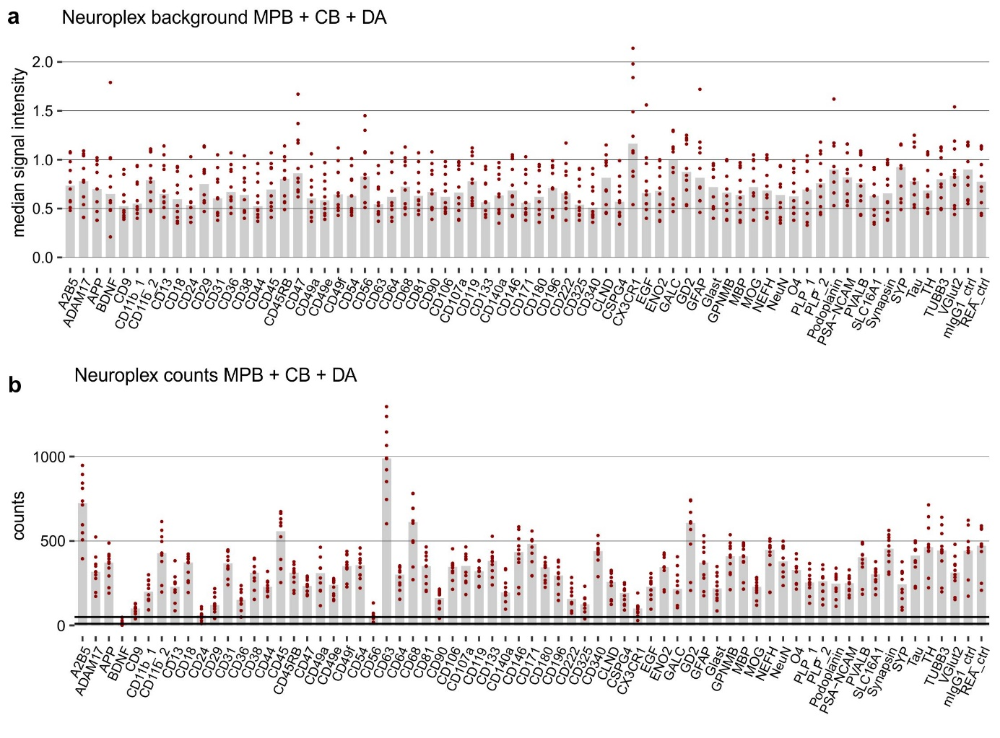 a
Neuroplex background MPB + CB + DA
median signal intensity
2.0
1.5
1.0
0.5
0.0
A2B5 ADAM17 APP BDNF CD9 CD11b_1 CD11b_2 CD13 CD18 CD24 CD29 CD31 CD36 CD38 CD44 CD45 CD45RB CD47 CD49a CD49e CD49f CD54 CD56 CD63 CD64 CD68 CD81 CD90 CD106 CD107a CD119 CD133 CD140a CD146 CD171 CD180 CD196 CD222 CD325 CD340 CLND CSPG4 CX3CR1 EGF ENO2 GALC GD2 GFAP Glast GPNMB MBP MOG NEFH NeuN O4 PLP_1 PLP_2 Podoplanin PSA−NCAM PVALB SLC16A1 Synapsin SYP Tau TH TUBB3 VGlut2 mIgG1_ctrl REA_ctrl
b
Neuroplex counts MPB + CB + DA
counts
1000
500
0
A2B5 ADAM17 APP BDNF CD9 CD11b_1 CD11b_2 CD13 CD18 CD24 CD29 CD31 CD36 CD38 CD44 CD45 CD45RB CD47 CD49a CD49e CD49f CD54 CD56 CD63 CD64 CD68 CD81 CD90 CD106 CD107a CD119 CD133 CD140a CD146 CD171 CD180 CD196 CD222 CD325 CD340 CLND CSPG4 CX3CR1 EGF ENO2 GALC GD2 GFAP Glast GPNMB MBP MOG NEFH NeuN O4 PLP_1 PLP_2 Podoplanin PSA−NCAM PVALB SLC16A1 Synapsin SYP Tau TH TUBB3 VGlut2 mIgG1_ctrl REA_ctrl